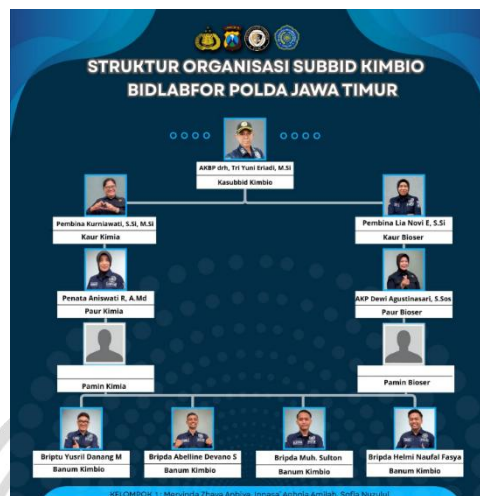 STRUKTUR ORGANISASI SUBBID KIMBIO
BIDLABFOR POLDA JAWA TIMUR
AKBP drh, Tri Yuni Eriadi, M.Si
Kasubbid Kimbio
Pembina Kurniawati, S.Si, M.Si
Kaur Kimia
Pembina Lia Novi E, S.Si
Kaur Bioser
Penata Aniswati R, A.Md
Paur Kimia
AKP Dewi Agustinasari, S.Sos
Paur Bioser
Pamin Kimia
Pamin Bioser
Briptu Yusril Danang M
Banum Kimbio
Bripda Abelline Devano S
Banum Kimbio
Bripda Muh. Sulton
Banum Kimbio
Bripda Helmi Naufal Fasya
Banum Kimbio
KELOMPOK 1 : Sofia